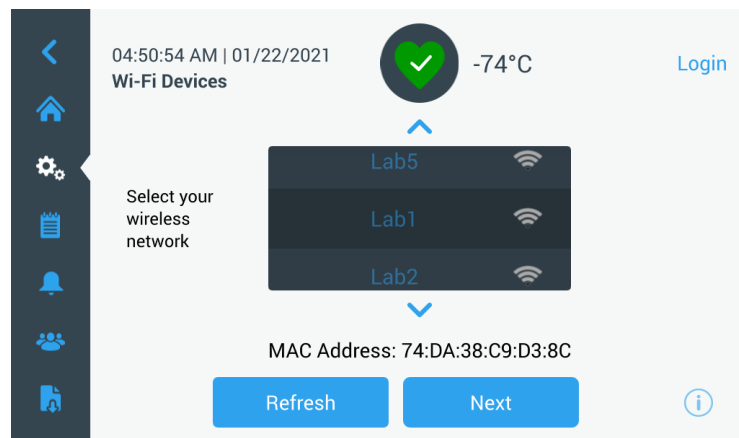 04:50:54 AM | 01/22/2021
Wi-Fi Devices
-74°C
Login
Select your
wireless
network
Lab5
Lab1
Lab2
MAC Address: 74:DA:38:C9:D3:8C
Refresh
Next